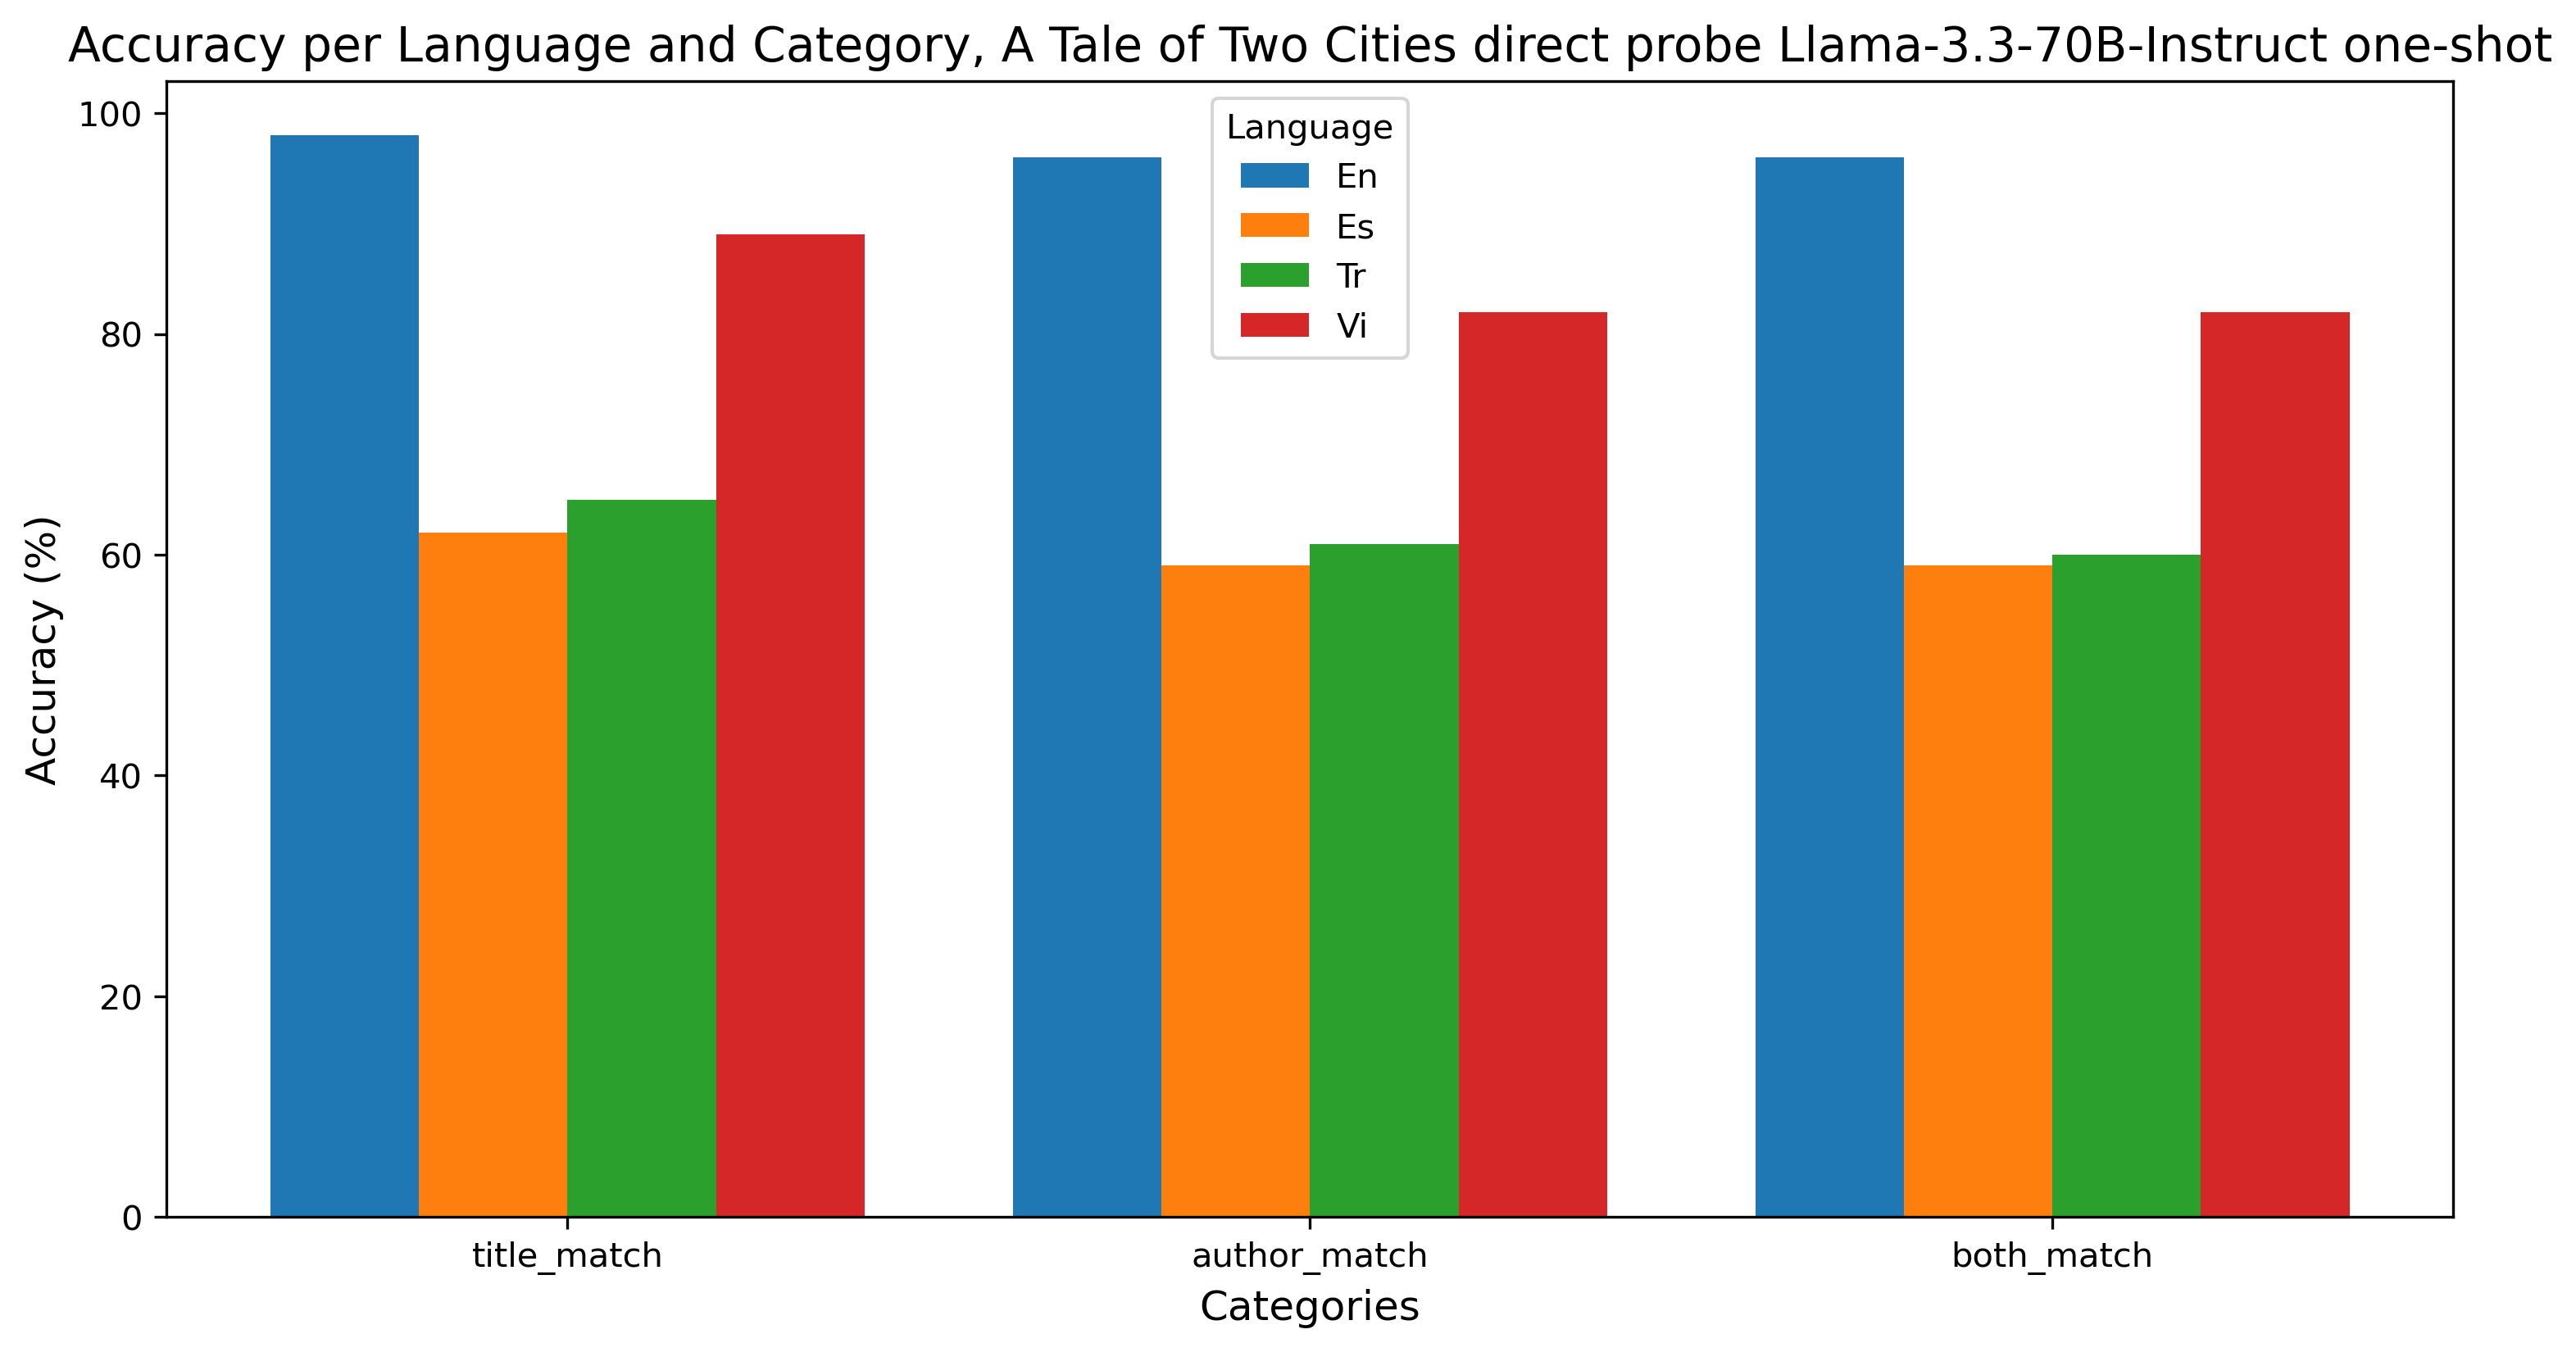 Accuracy per Language and Category, A Tale of Two Cities direct probe Llama-3.3-70B-Instruct one-shot
Accuracy (%)
100
80
60
40
20
0
Language
En
Es
Tr
Vi
title_match
author_match
both_match
Categories